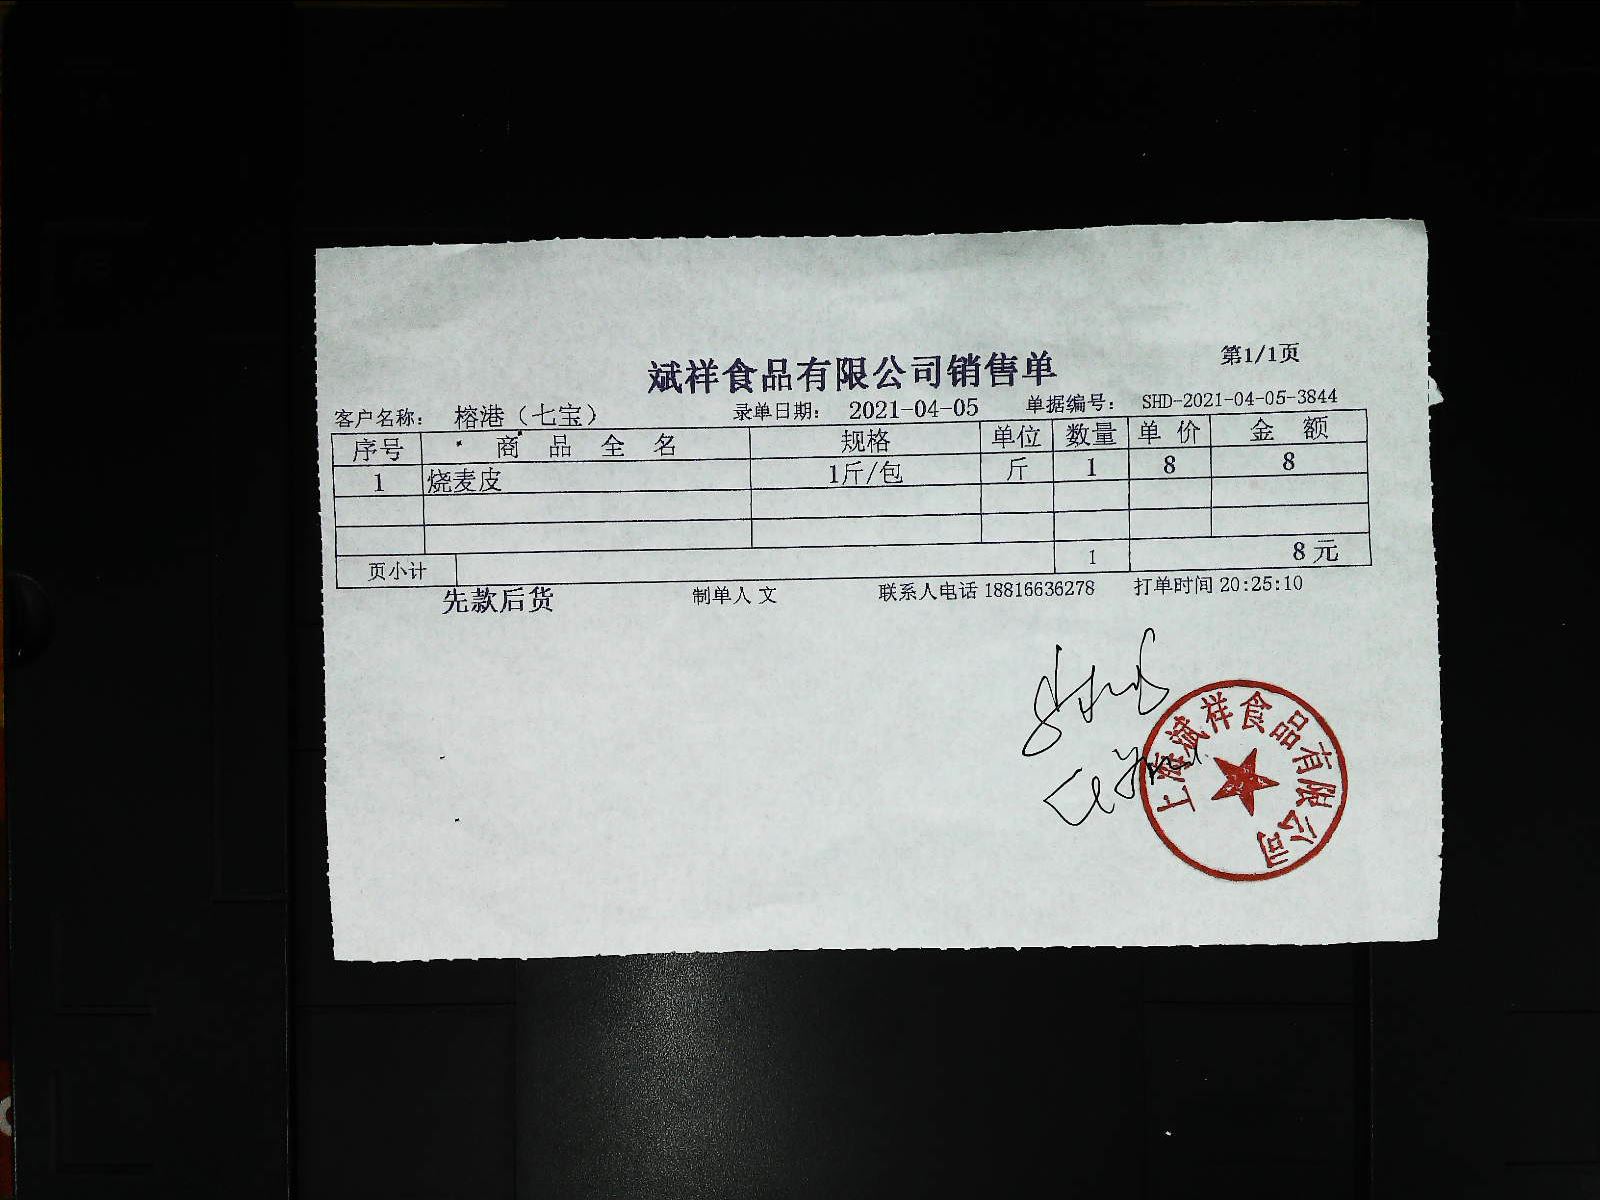 斌祥食品有限公司销售单
第1/1页
客户名称： 榕港（七宝） 录单日期： 2021-04-05 单据编号： SHD-2021-04-05-3844
序号 商品全名 规格 单位 数量 单价 金额
1 烧麦皮 1斤/包 斤 1 8 8
页小计 1 8元
先款后货 制单人 文 联系人电话 18816636278 打单时间 20:25:10
上海斌祥食品有限公司